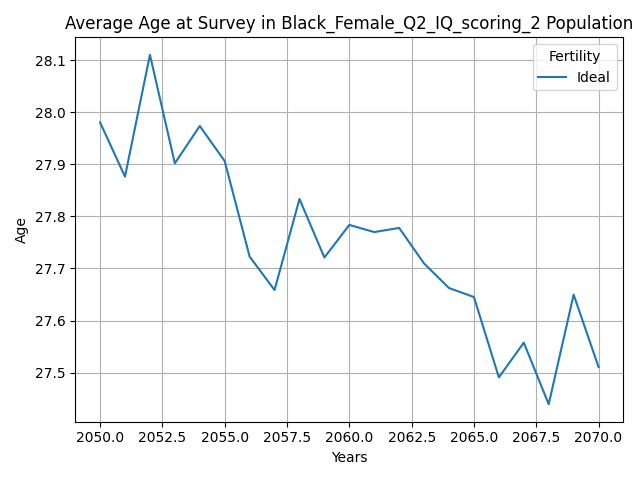 Average Age at Survey in Black_Female_Q2_IQ_scoring_2 Population
Fertility
Ideal
28.1
28.0
27.9
27.8
27.7
27.6
27.5
Age
2050.0 2052.5 2055.0 2057.5 2060.0 2062.5 2065.0 2067.5 2070.0
Years